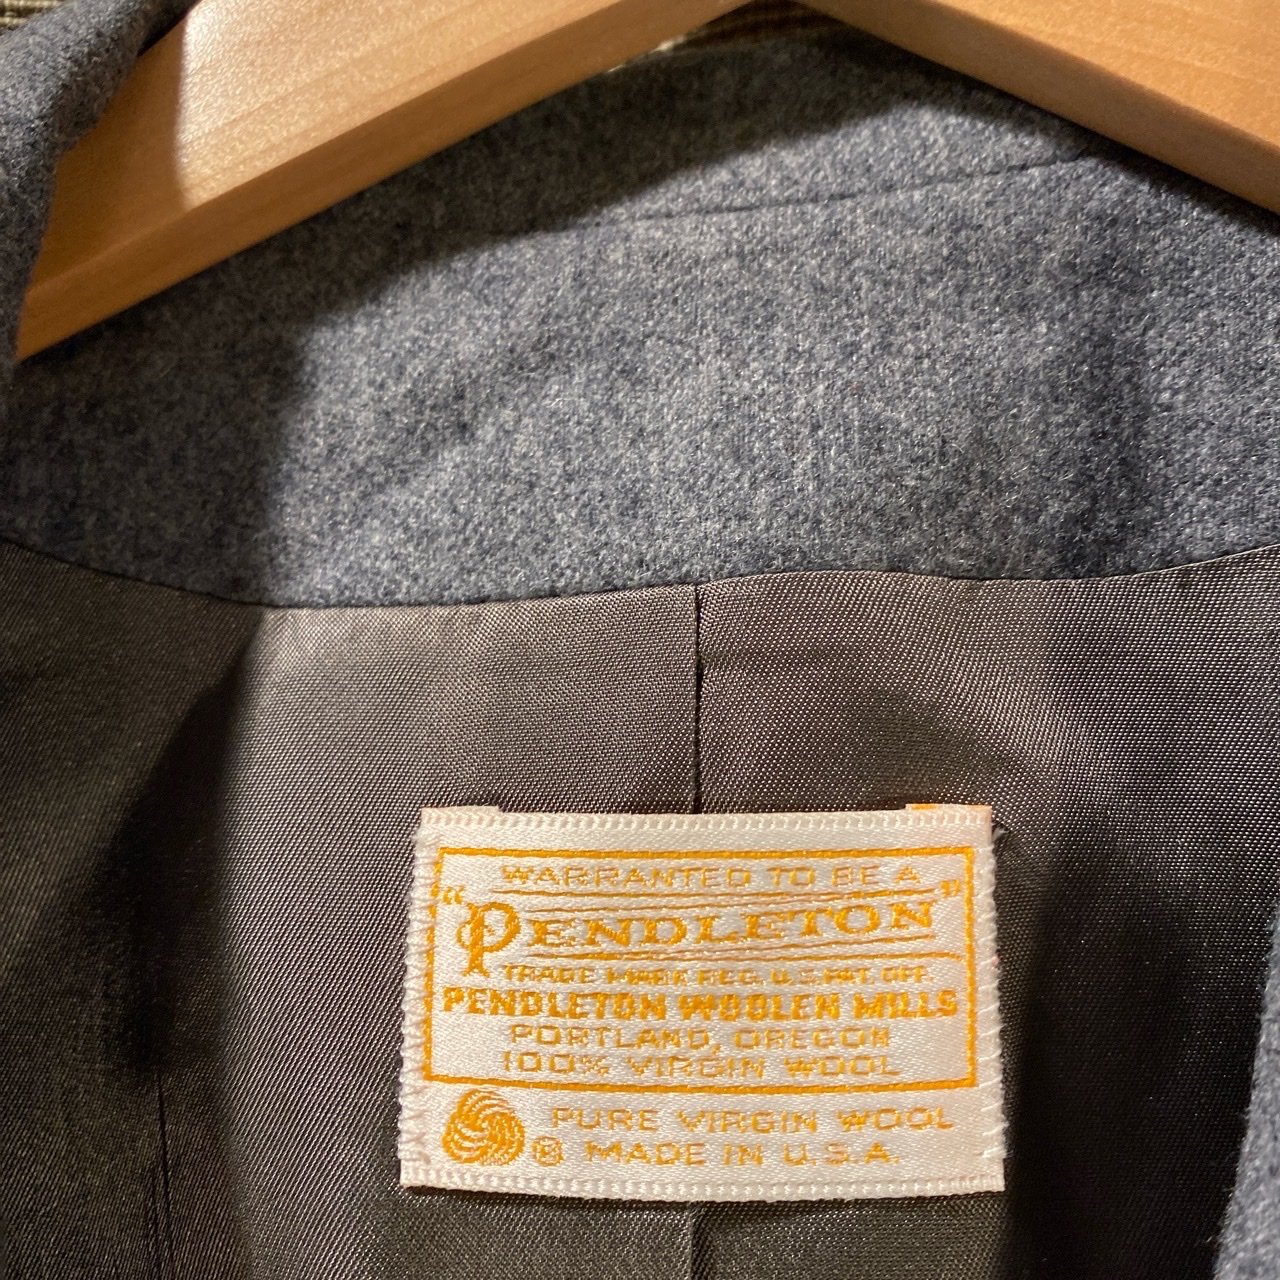 WARRANTED TO BE A
"PENDLETON"
TRADE MARK REG. U.S. PAT. OFF.
PENDLETON WOOLEN MILLS
PORTLAND, OREGON
100% VIRGIN WOOL
PURE VIRGIN WOOL
® MADE IN U.S.A.